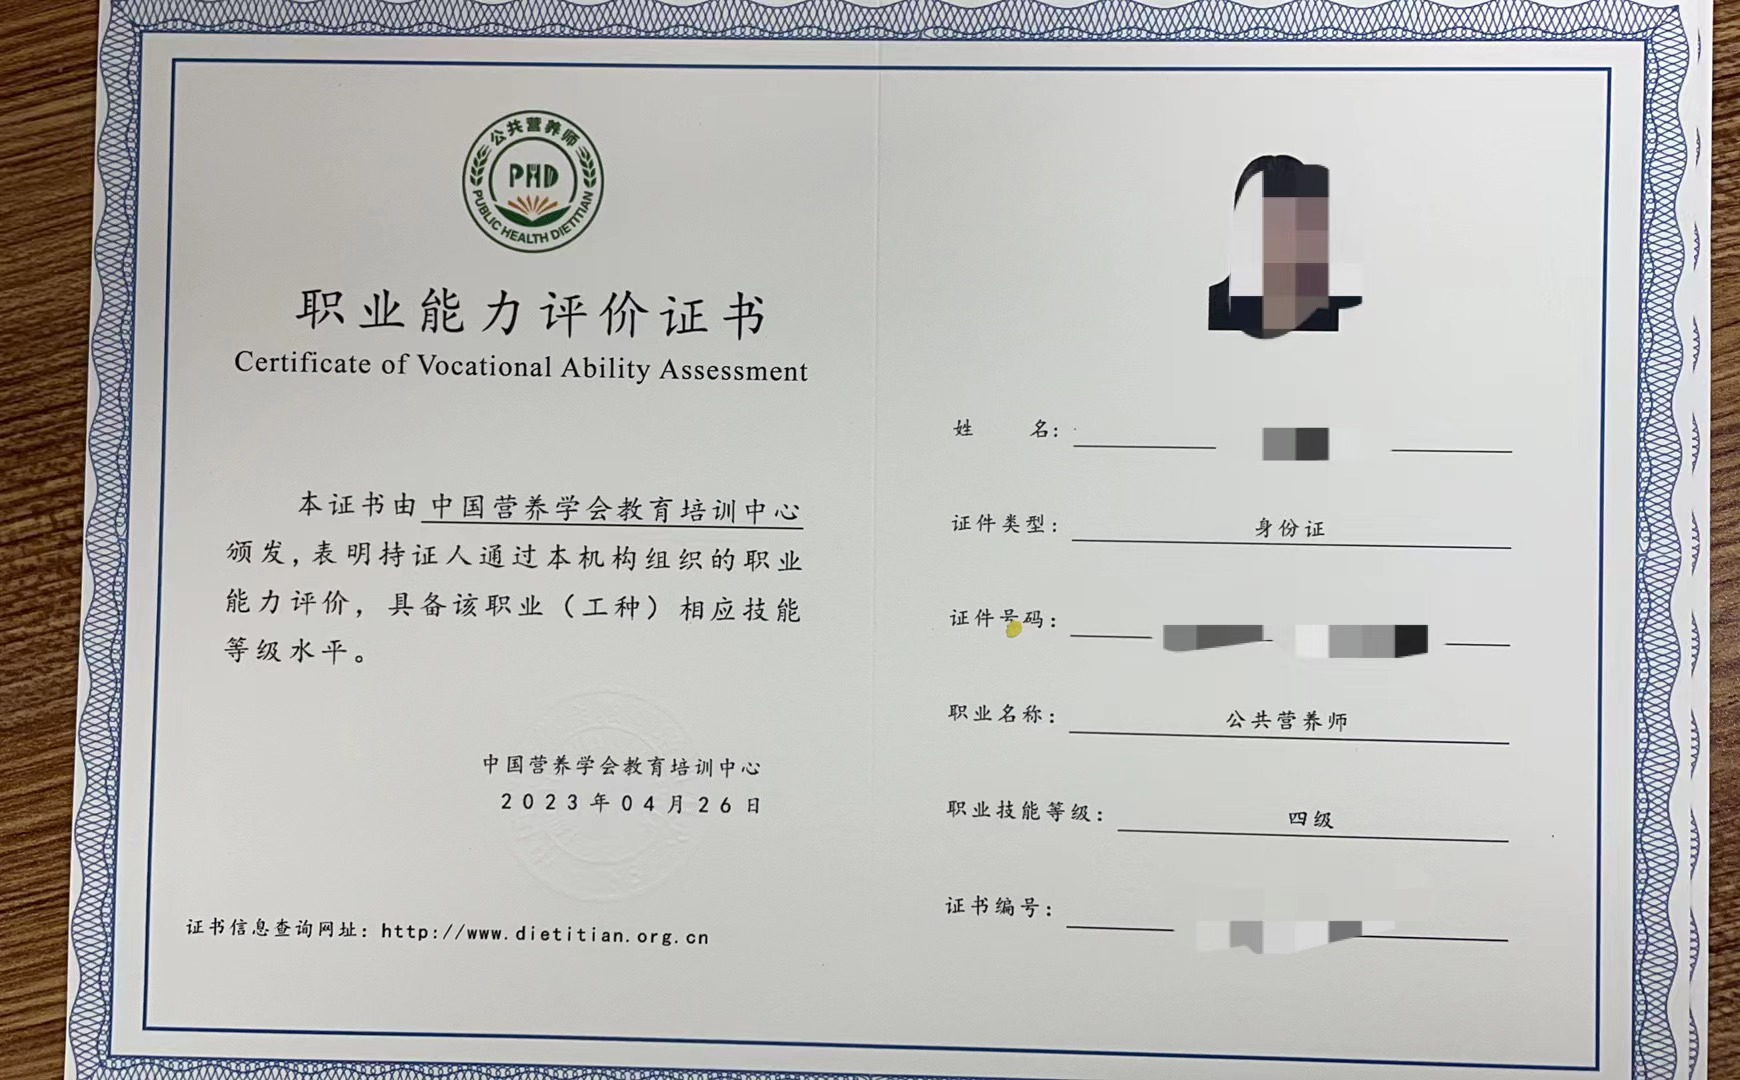 公共营养师
PHD
PUBLIC HEALTH DIETITIAN
职业能力评价证书
Certificate of Vocational Ability Assessment
本证书由中国营养学会教育培训中心
颁发，表明持证人通过本机构组织的职业
能力评价，具备该职业（工种）相应技能
等级水平。
中国营养学会教育培训中心
2023年04月26日
证书信息查询网址：http://www.dietitian.org.cn
姓 名：
证件类型：身份证
证件号码：
职业名称：公共营养师
职业技能等级：四级
证书编号：